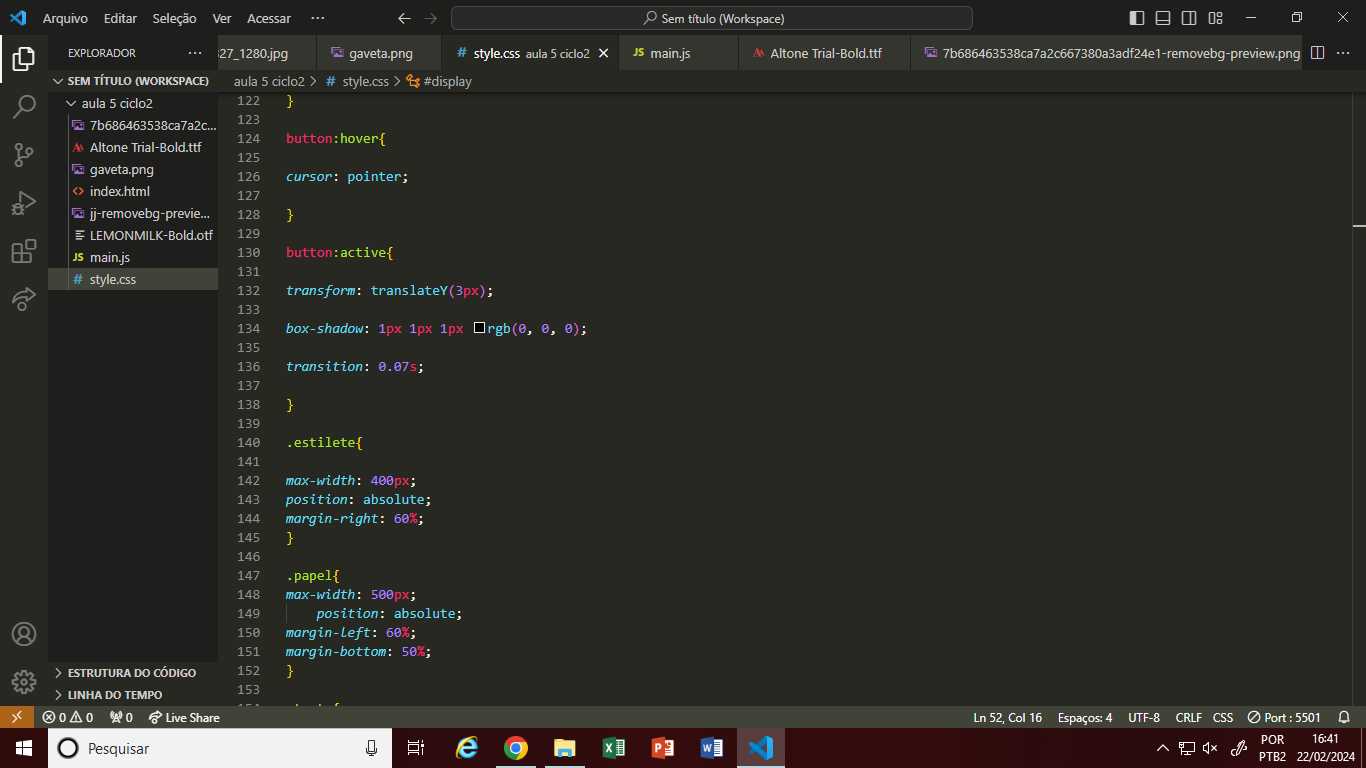 Arquivo Editar Seleção Ver Acessar ··· Sem título (Workspace)
EXPLORADOR ··· 327_1280.jpg gaveta.png # style.css aula 5 ciclo2 JS main.js Altone Trial-Bold.ttf 7b686463538ca7a2c667380a3adf24e1-removebg-preview.png ···
SEM TÍTULO (WORKSPACE) aula 5 ciclo2 > # style.css > #display
aula 5 ciclo2
7b686463538ca7a2c...
Altone Trial-Bold.ttf
gaveta.png
index.html
jj-removebg-previe...
LEMONMILK-Bold.otf
JS main.js
# style.css
122 }
123
124 button:hover{
125
126 cursor: pointer;
127
128 }
129
130 button:active{
131
132 transform: translateY(3px);
133
134 box-shadow: 1px 1px 1px rgb(0, 0, 0);
135
136 transition: 0.07s;
137
138 }
139
140 .estilete{
141
142 max-width: 400px;
143 position: absolute;
144 margin-right: 60%;
145 }
146
147 .papel{
148 max-width: 500px;
149 position: absolute;
150 margin-left: 60%;
151 margin-bottom: 50%;
152 }
153
ESTRUTURA DO CÓDIGO
LINHA DO TEMPO
0 0 0 Live Share Ln 52, Col 16 Espaços: 4 UTF-8 CRLF CSS Port : 5501
Pesquisar
POR 16:41
PTB2 22/02/2024